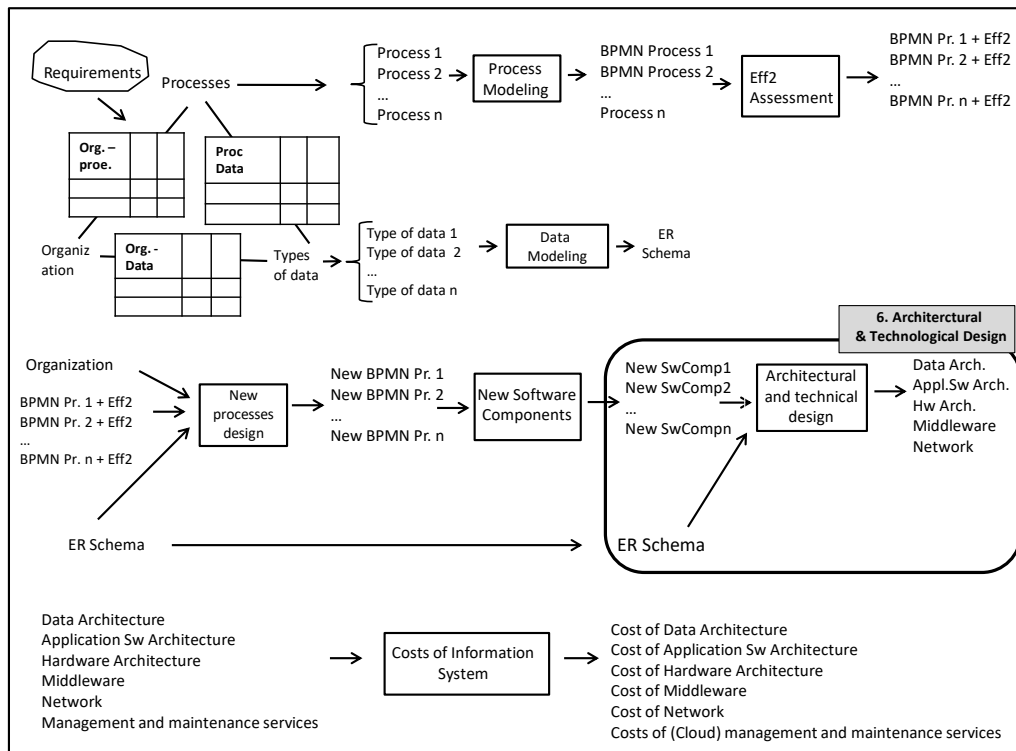 Requirements
Processes
Process 1
Process 2
...
Process n
Process
Modeling
BPMN Process 1
BPMN Process 2
...
Process n
Eff2
Assessment
BPMN Pr. 1 + Eff2
BPMN Pr. 2 + Eff2
...
BPMN Pr. n + Eff2
Org. –
proe.
Proc
Data
Organiz
ation
Org. -
Data
Types
of data
Type of data 1
Type of data  2
...
Type of data n
Data
Modeling
ER
Schema
6. Architerctural
& Technological Design
Organization
BPMN Pr. 1 + Eff2
BPMN Pr. 2 + Eff2
...
BPMN Pr. n + Eff2
New
processes
design
New BPMN Pr. 1
New BPMN Pr. 2
...
New BPMN Pr. n
New Software
Components
New SwComp1
New SwComp2
...
New SwCompn
Architectural
and technical
design
Data Arch.
Appl.Sw Arch.
Hw Arch.
Middleware
Network
ER Schema
ER Schema
Data Architecture
Application Sw Architecture
Hardware Architecture
Middleware
Network
Management and maintenance services
Costs of Information
System
Cost of Data Architecture
Cost of Application Sw Architecture
Cost of Hardware Architecture
Cost of Middleware
Cost of Network
Costs of (Cloud) management and maintenance services